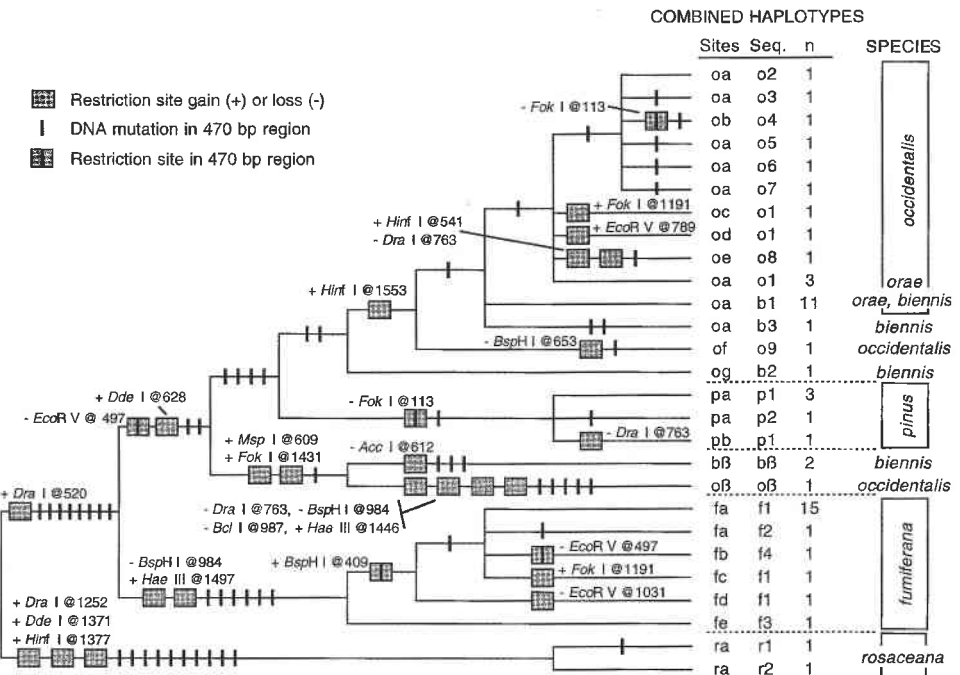 COMBINED HAPLOTYPES
Sites Seq. n SPECIES
Restriction site gain (+) or loss (-)
DNA mutation in 470 bp region
Restriction site in 470 bp region
oa o2 1
oa o3 1
- Fok I @113
ob o4 1
oa o5 1
oa o6 1
oa o7 1
occidentalis
+ Fok I @1191
oc o1 1
+ Hinf I @541
- Dra I @763
+ EcoR V @789
od o1 1
oe o8 1
oa o1 3 orae
+ Hinf I @1553
oa b1 11 orae, biennis
oa b3 1 biennis
- BspH I @653
of o9 1 occidentalis
og b2 1 biennis
+ Dde I @628
- EcoR V @ 497
- Fok I @113
pa p1 3
pa p2 1
pinus
- Dra I @763
pb p1 1
+ Msp I @609
+ Fok I @1431
- Acc I @612
bß bß 2 biennis
oß oß 1 occidentalis
+ Dra I @520
- Dra I @763, - BspH I @984
- Bcl I @987, + Hae III @1446
fa f1 15
fa f2 1
- EcoR V @497
fb f4 1
+ BspH I @409
- BspH I @984
+ Hae III @1497
+ Fok I @1191
fc f1 1
- EcoR V @1031
fd f1 1
fe f3 1
fumiferana
+ Dra I @1252
+ Dde I @1371
+ Hinf I @1377
ra r1 1
ra r2 1
rosaceana